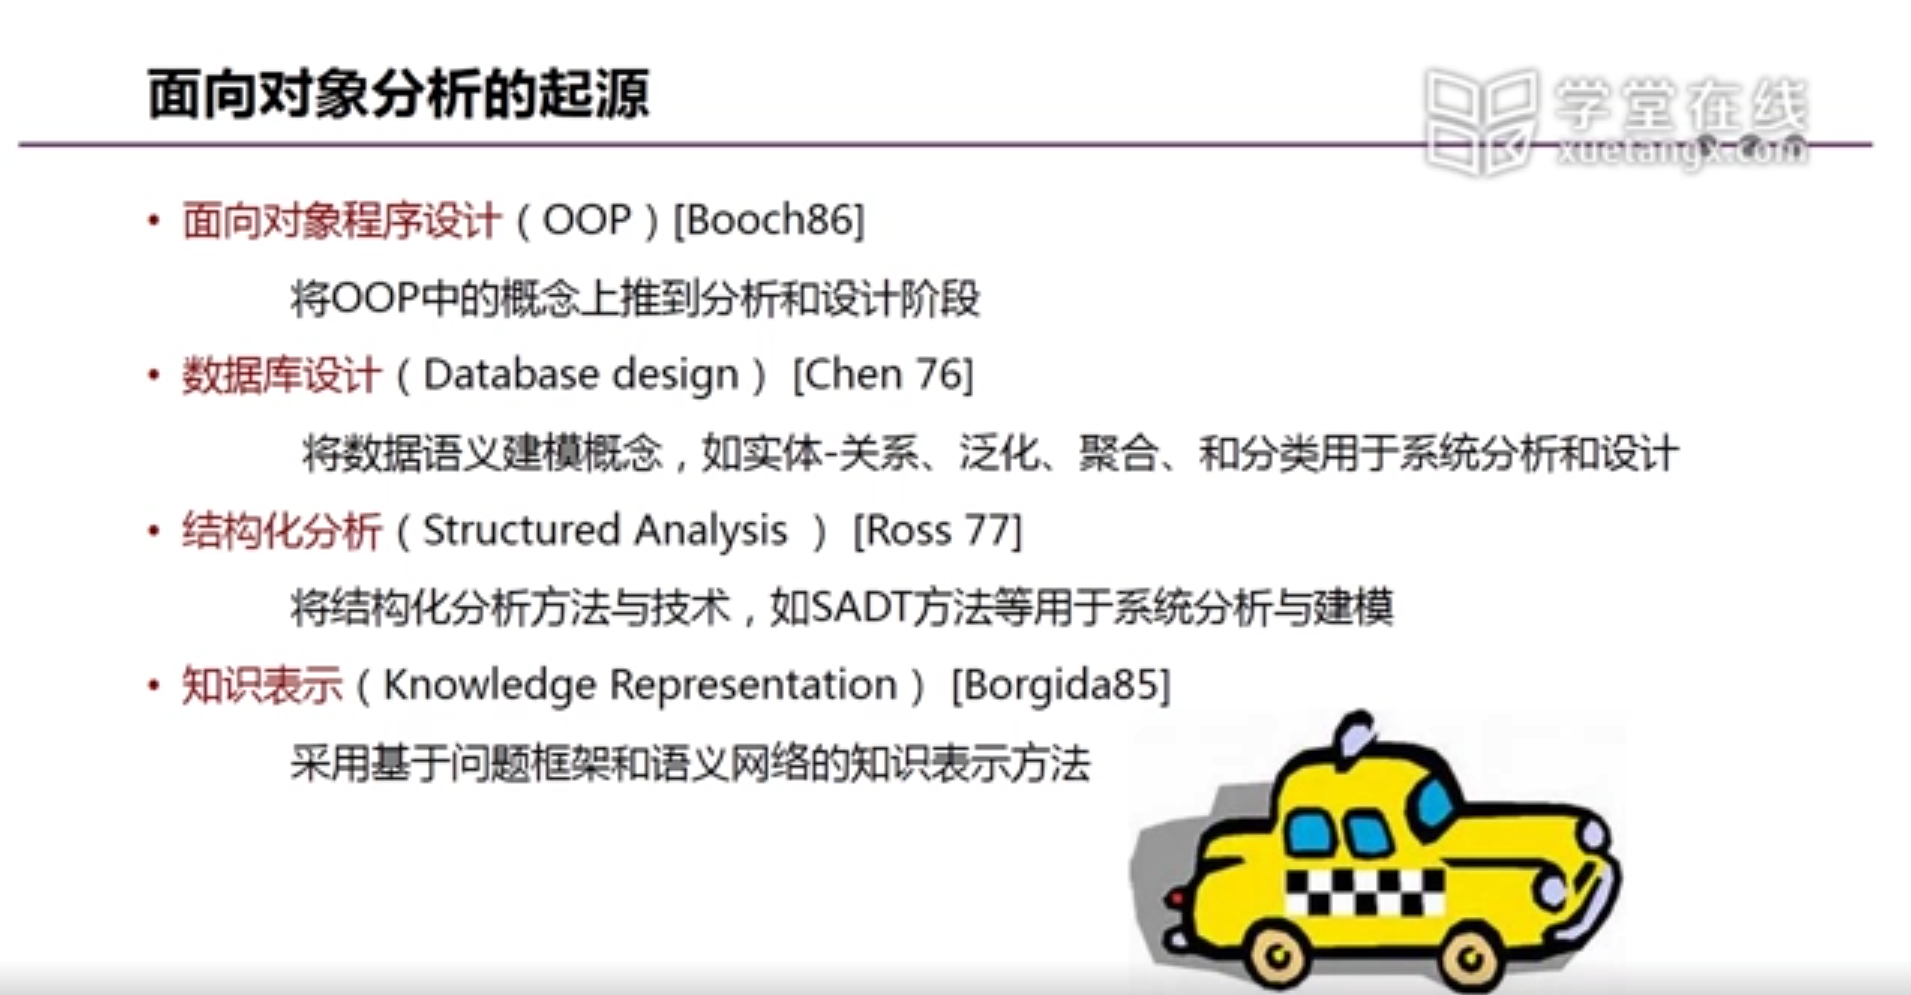 面向对象分析的起源
学堂在线
xuetangx.com
• 面向对象程序设计（OOP）[Booch86]
将OOP中的概念上推到分析和设计阶段
• 数据库设计（Database design） [Chen 76]
将数据语义建模概念，如实体-关系、泛化、聚合、和分类用于系统分析和设计
• 结构化分析（Structured Analysis ） [Ross 77]
将结构化分析方法与技术，如SADT方法等用于系统分析与建模
• 知识表示（Knowledge Representation） [Borgida85]
采用基于问题框架和语义网络的知识表示方法